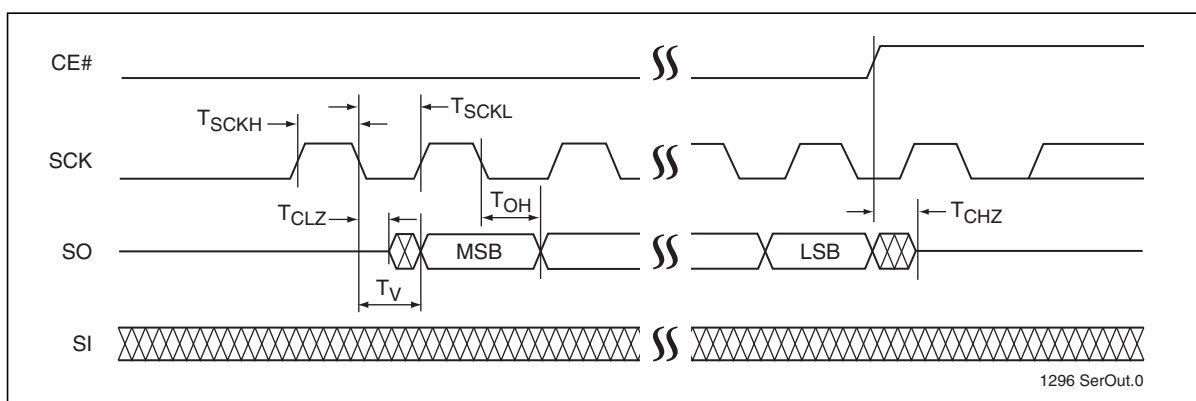 CE#
TSCKH
TSCKL
SCK
TCLZ
TOH
TCHZ
SO
MSB
LSB
TV
SI
1296 SerOut.0